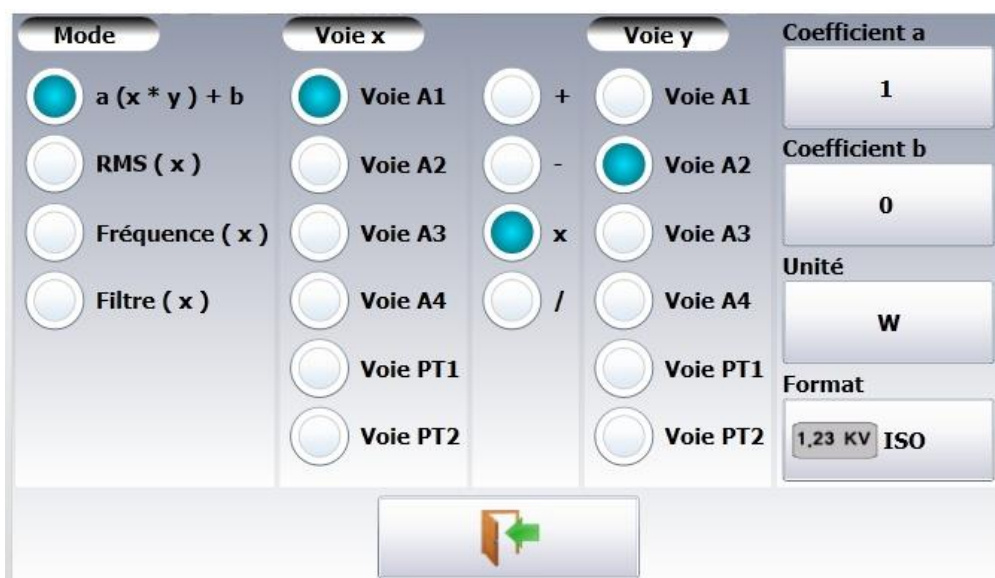 Mode
a (x * y ) + b
RMS ( x )
Fréquence ( x )
Filtre ( x )
Voie x
Voie A1
Voie A2
Voie A3
Voie A4
Voie PT1
Voie PT2
+
-
x
/
Voie y
Voie A1
Voie A2
Voie A3
Voie A4
Voie PT1
Voie PT2
Coefficient a
1
Coefficient b
0
Unité
W
Format
1,23 KV ISO